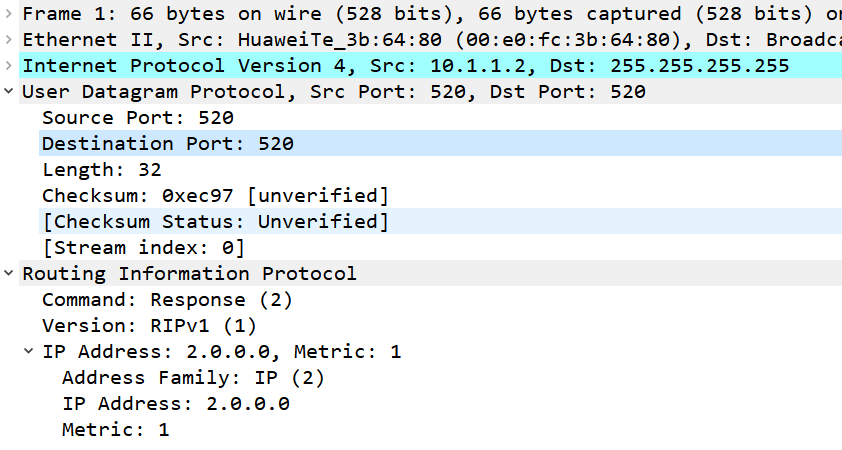 Frame 1: 66 bytes on wire (528 bits), 66 bytes captured (528 bits)
Ethernet II, Src: HuaweiTe_3b:64:80 (00:e0:fc:3b:64:80), Dst:
Internet Protocol Version 4, Src: 10.1.1.2, Dst: 255.255.255.255
User Datagram Protocol, Src Port: 520, Dst Port: 520
Source Port: 520
Destination Port: 520
Length: 32
Checksum: 0xec97 [unverified]
[Checksum Status: Unverified]
[Stream index: 0]
Routing Information Protocol
Command: Response (2)
Version: RIPv1 (1)
IP Address: 2.0.0.0, Metric: 1
Address Family: IP (2)
IP Address: 2.0.0.0
Metric: 1